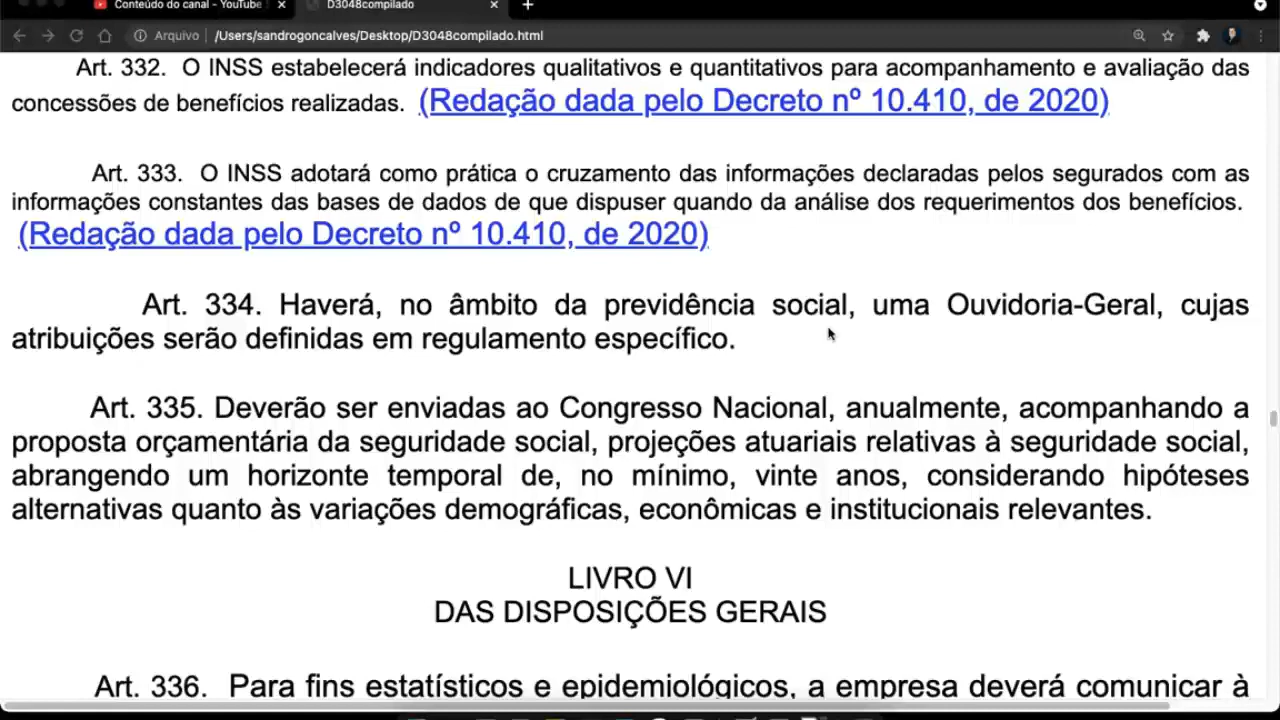 Conteúdo do canal - YouTube
D3048compilado
Arquivo
/Users/sandrogoncalves/Desktop/D3048compilado.html
Art. 332. O INSS estabelecerá indicadores qualitativos e quantitativos para acompanhamento e avaliação das
concessões de benefícios realizadas. (Redação dada pelo Decreto nº 10.410, de 2020)
Art. 333. O INSS adotará como prática o cruzamento das informações declaradas pelos segurados com as
informações constantes das bases de dados de que dispuser quando da análise dos requerimentos dos benefícios.
(Redação dada pelo Decreto nº 10.410, de 2020)
Art. 334. Haverá, no âmbito da previdência social, uma Ouvidoria-Geral, cujas
atribuições serão definidas em regulamento específico.
Art. 335. Deverão ser enviadas ao Congresso Nacional, anualmente, acompanhando a
proposta orçamentária da seguridade social, projeções atuariais relativas à seguridade social,
abrangendo um horizonte temporal de, no mínimo, vinte anos, considerando hipóteses
alternativas quanto às variações demográficas, econômicas e institucionais relevantes.
LIVRO VI
DAS DISPOSIÇÕES GERAIS
Art. 336. Para fins estatísticos e epidemiológicos, a empresa deverá comunicar à